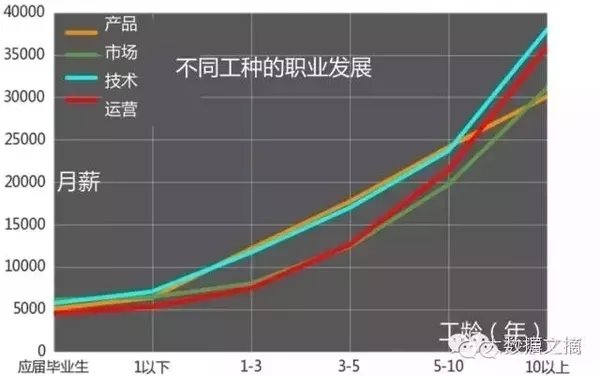 40000
35000
30000
25000
20000
15000
10000
5000
0
产品
市场
技术
运营
不同工种的职业发展
月薪
工龄（年）
大数据文摘
应届毕业生
1以下
1-3
3-5
5-10
10以上